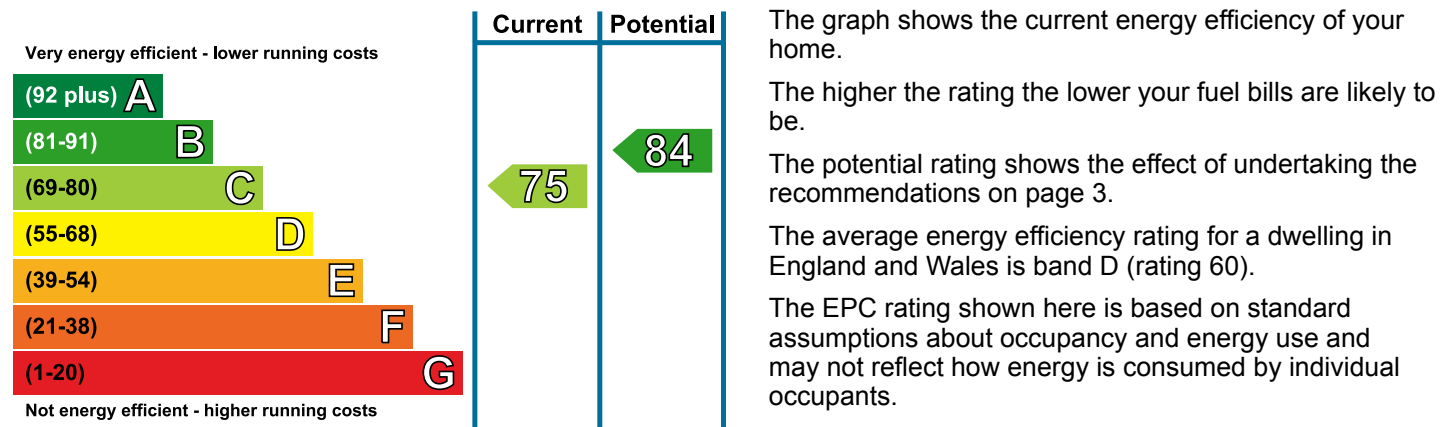 Current Potential
Very energy efficient - lower running costs
(92 plus) A
(81-91) B
(69-80) C
(55-68) D
(39-54) E
(21-38) F
(1-20) G
Not energy efficient - higher running costs
84
75
The graph shows the current energy efficiency of your
home.
The higher the rating the lower your fuel bills are likely to
be.
The potential rating shows the effect of undertaking the
recommendations on page 3.
The average energy efficiency rating for a dwelling in
England and Wales is band D (rating 60).
The EPC rating shown here is based on standard
assumptions about occupancy and energy use and
may not reflect how energy is consumed by individual
occupants.